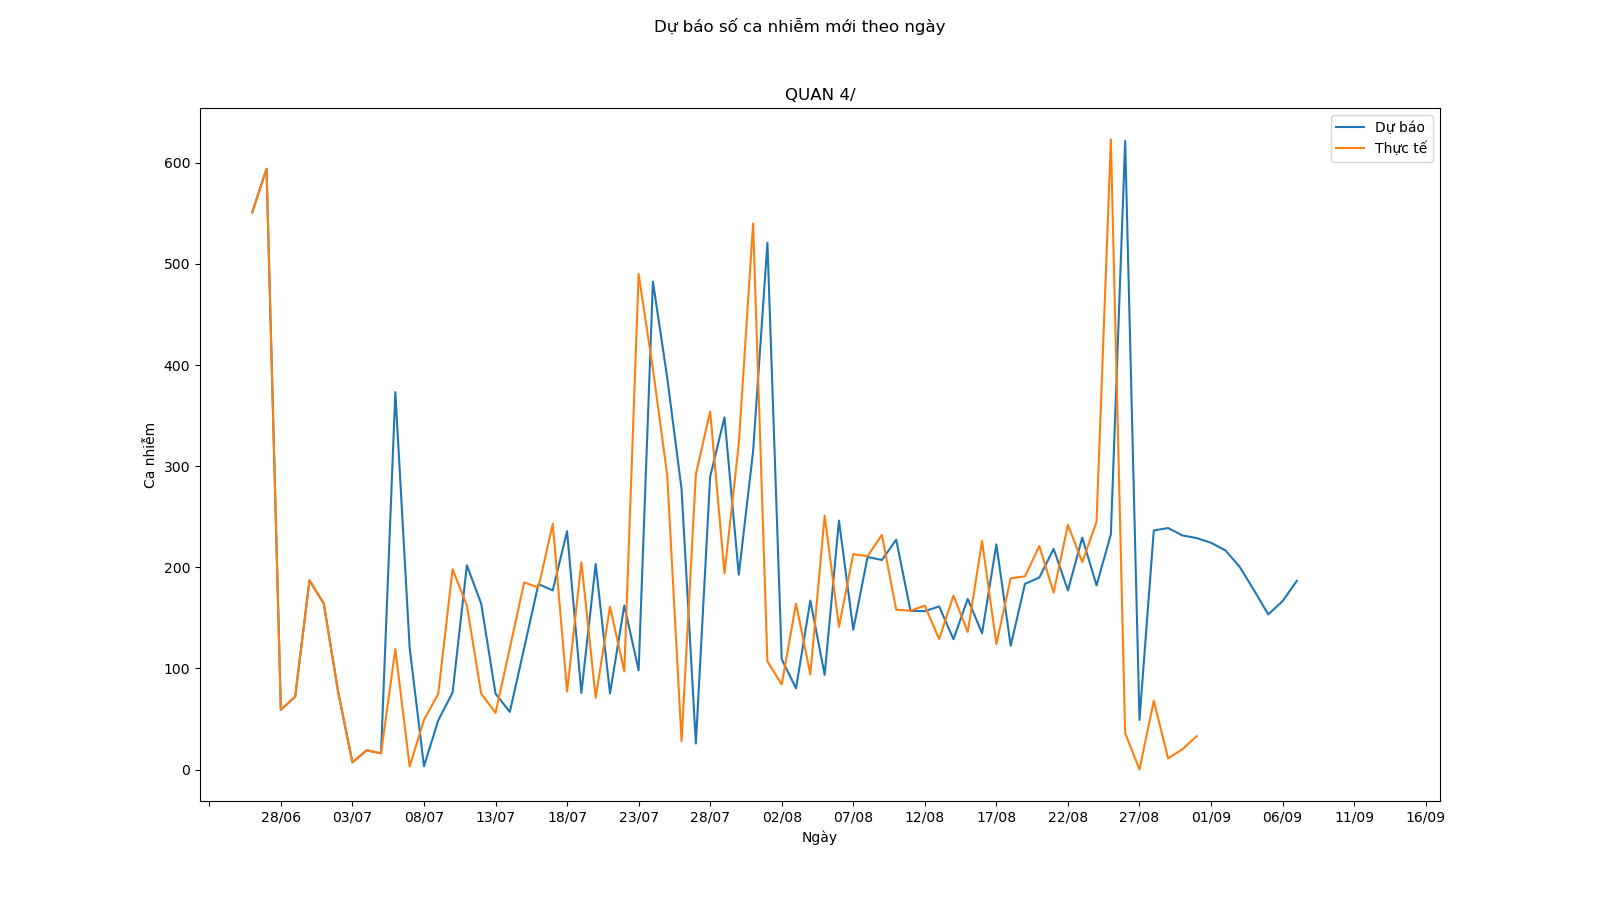 Dự báo số ca nhiễm mới theo ngày
QUAN 4/
Dự báo
Thực tế
600
500
400
300
200
100
0
Ca nhiễm
28/06 03/07 08/07 13/07 18/07 23/07 28/07 02/08 07/08 12/08 17/08 22/08 27/08 01/09 06/09 11/09 16/09
Ngày